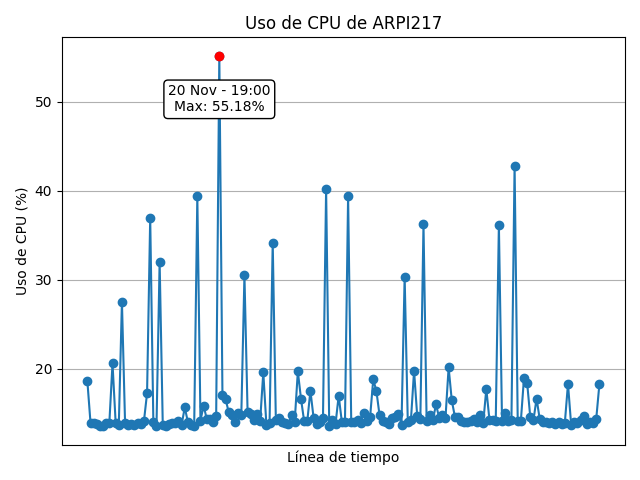 Uso de CPU de ARPI217
20 Nov - 19:00
Max: 55.18%
50
40
30
20
Uso de CPU (%)
Línea de tiempo